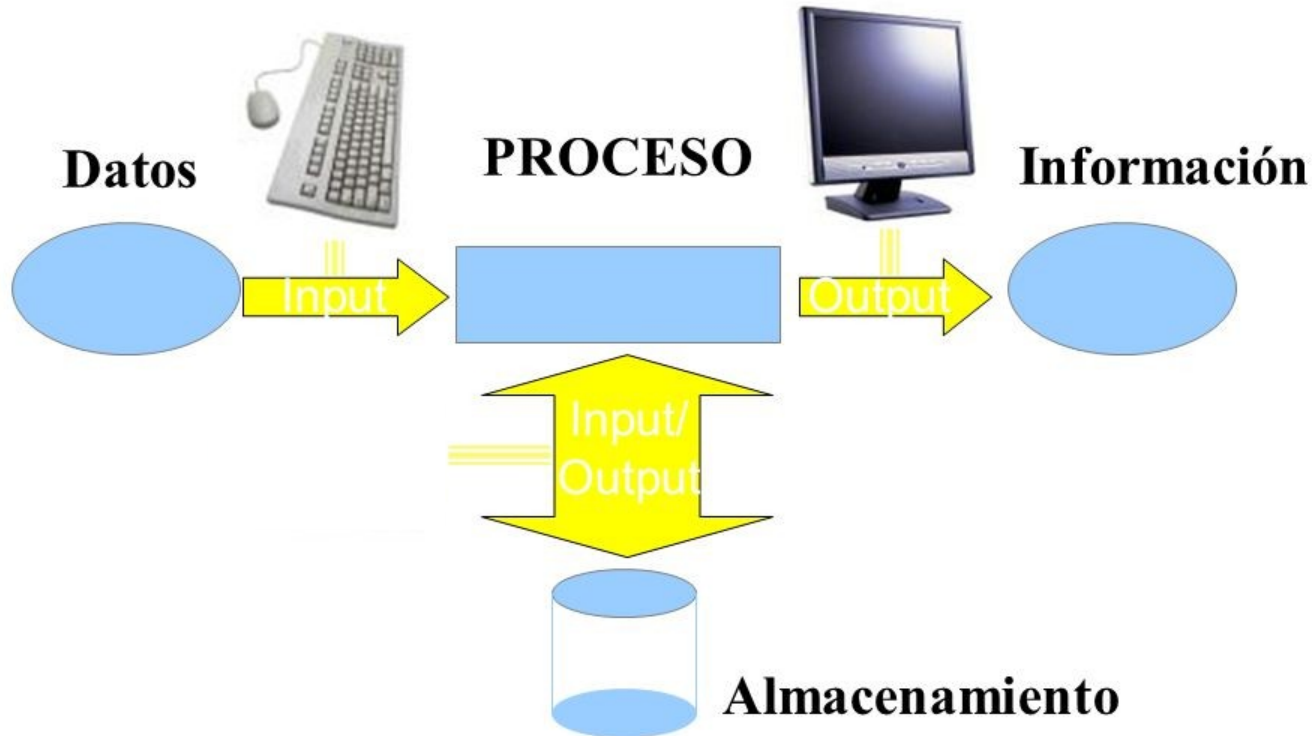 Datos
PROCESO
Información
Input
Output
Input/
Output
Almacenamiento